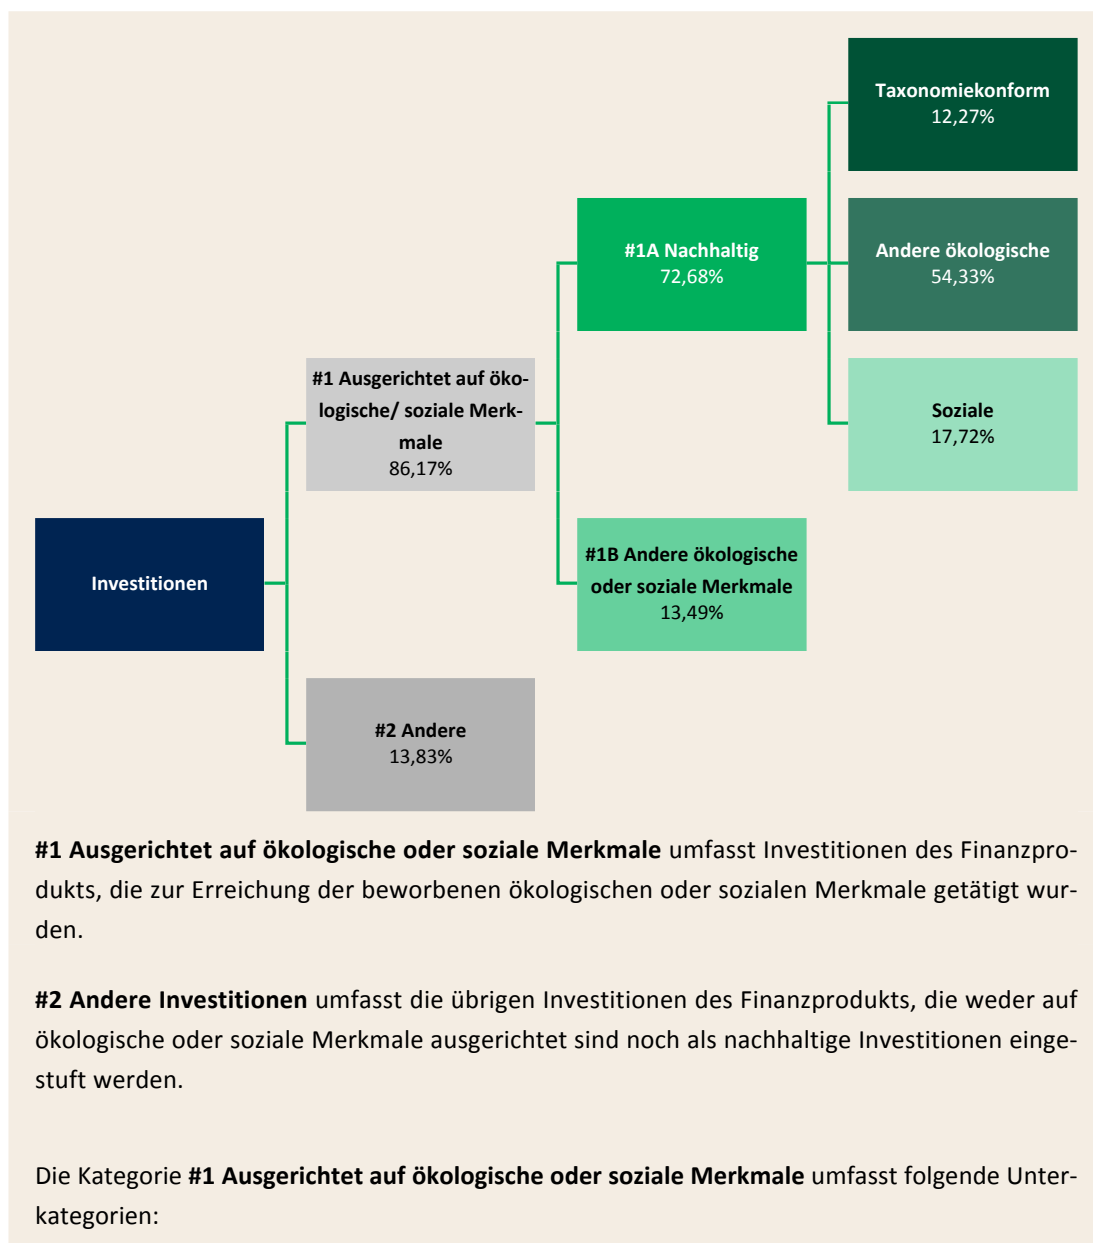 Taxonomiekonform
12,27%
#1A Nachhaltig
72,68%
Andere ökologische
54,33%
#1 Ausgerichtet auf öko-
logische/ soziale Merk-
male
86,17%
Soziale
17,72%
Investitionen
#1B Andere ökologische
oder soziale Merkmale
13,49%
#2 Andere
13,83%
#1 Ausgerichtet auf ökologische oder soziale Merkmale umfasst Investitionen des Finanzpro-
dukts, die zur Erreichung der beworbenen ökologischen oder sozialen Merkmale getätigt wur-
den.
#2 Andere Investitionen umfasst die übrigen Investitionen des Finanzprodukts, die weder auf
ökologische oder soziale Merkmale ausgerichtet sind noch als nachhaltige Investitionen einge-
stuft werden.
Die Kategorie #1 Ausgerichtet auf ökologische oder soziale Merkmale umfasst folgende Unter-
kategorien: